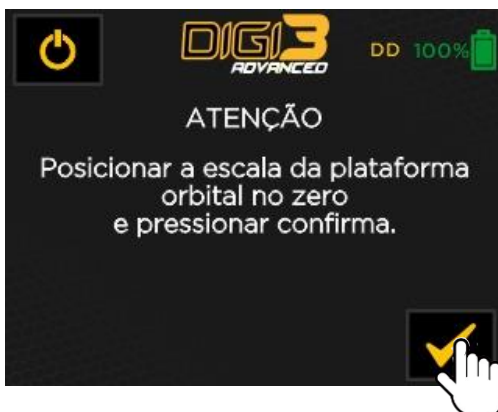 DIGI3
ADVANCED
DD 100%
ATENÇÃO
Posicionar a escala da plataforma
orbital no zero
e pressionar confirma.